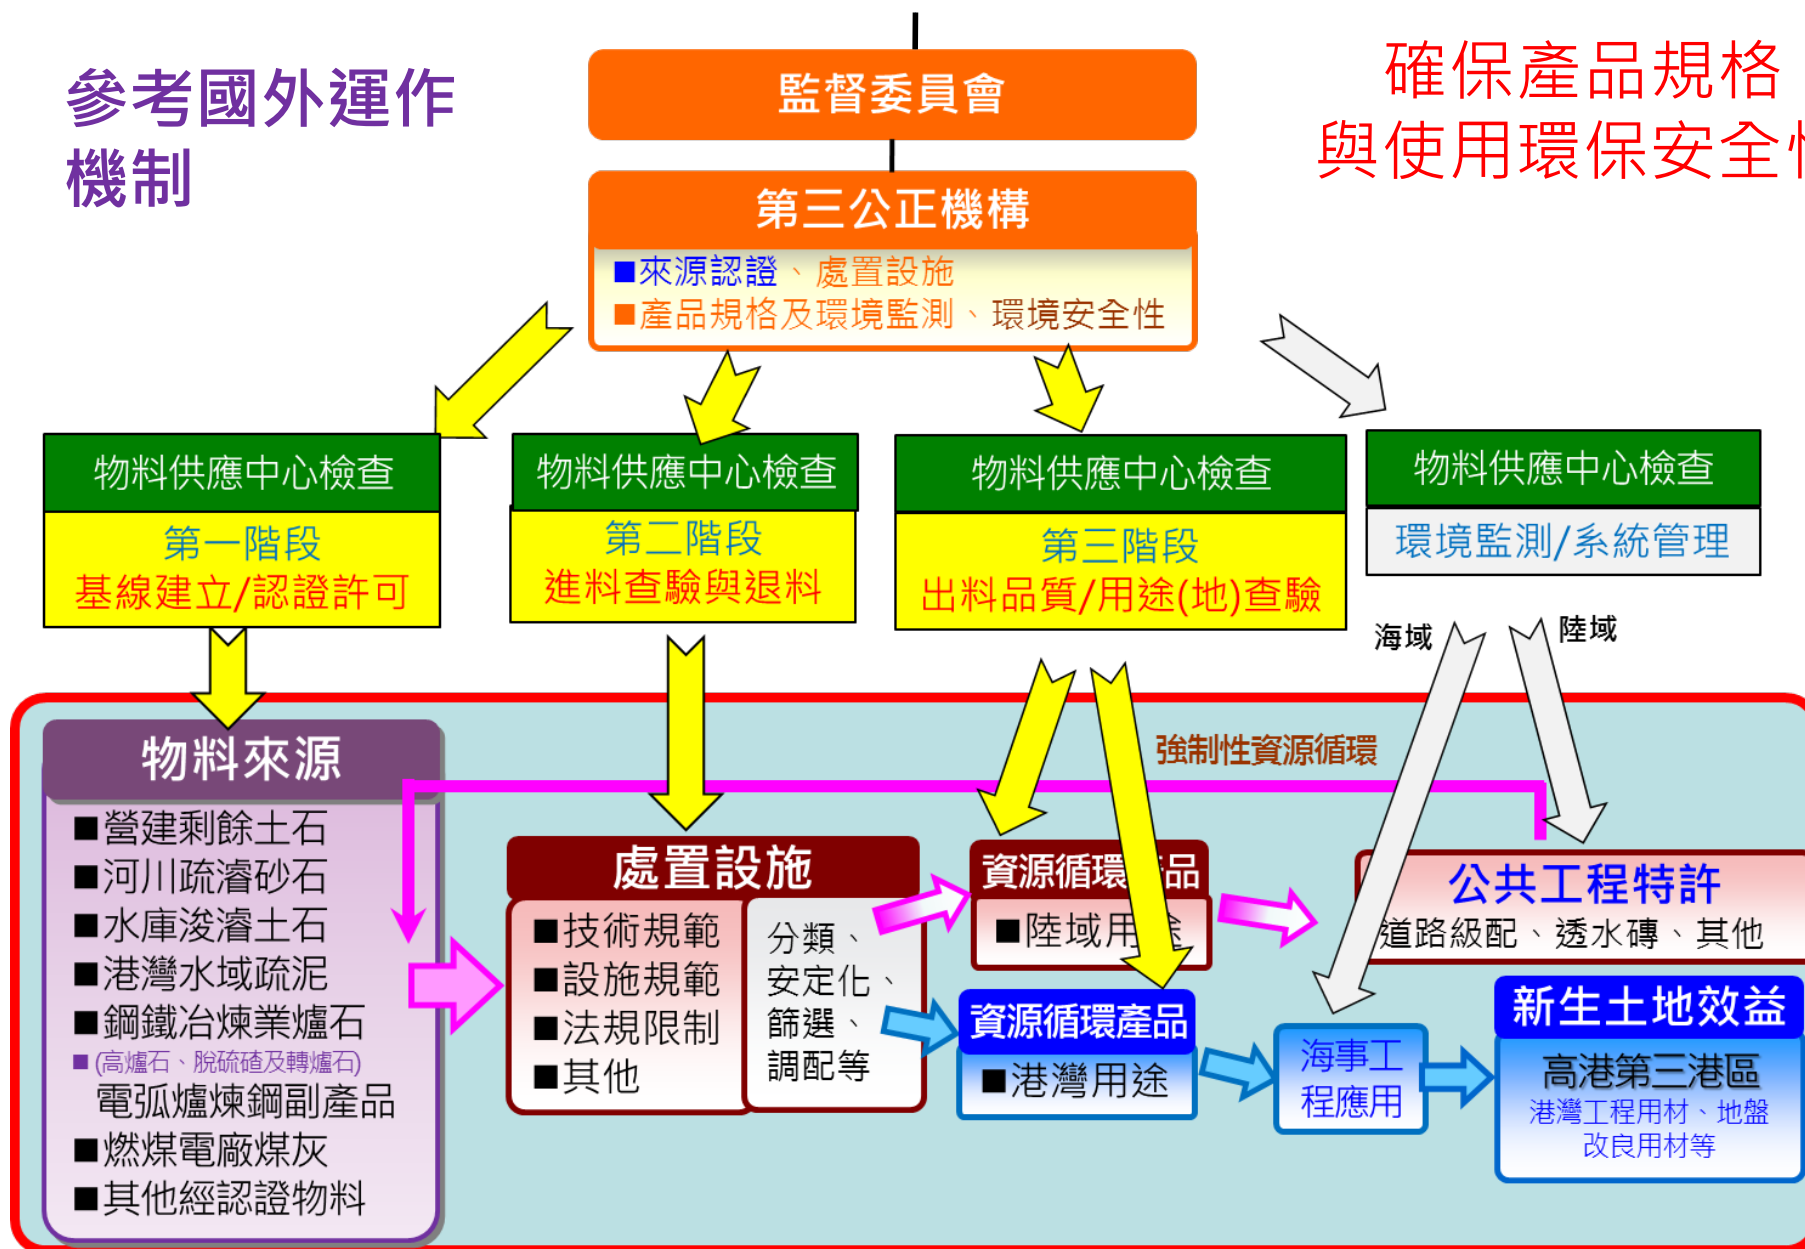 參考國外運作
機制
確保產品規格
與使用環保安全
監督委員會
第三公正機構
■來源認證、處置設施
■產品規格及環境監測、環境安全性
物料供應中心檢查
第一階段
基線建立/認證許可
物料供應中心檢查
第二階段
進料查驗與退料
物料供應中心檢查
第三階段
出料品質/用途(地)查驗
物料供應中心檢查
環境監測/系統管理
海域
陸域
強制性資源循環
物料來源
■營建剩餘土石
■河川疏濬砂石
■水庫浚濬土石
■港灣水域疏泥
■鋼鐵冶煉業爐石
■(高爐石、脫硫碴及轉爐石)
電弧爐煉鋼副產品
■燃煤電廠煤灰
■其他經認證物料
處置設施
■技術規範
■設施規範
■法規限制
■其他
分類、
安定化、
篩選、
調配等
資源循環產品
■陸域用途
資源循環產品
■港灣用途
公共工程特許
道路級配、透水磚、其他
海事工
程應用
新生土地效益
高港第三港區
港灣工程用材、地盤
改良用材等